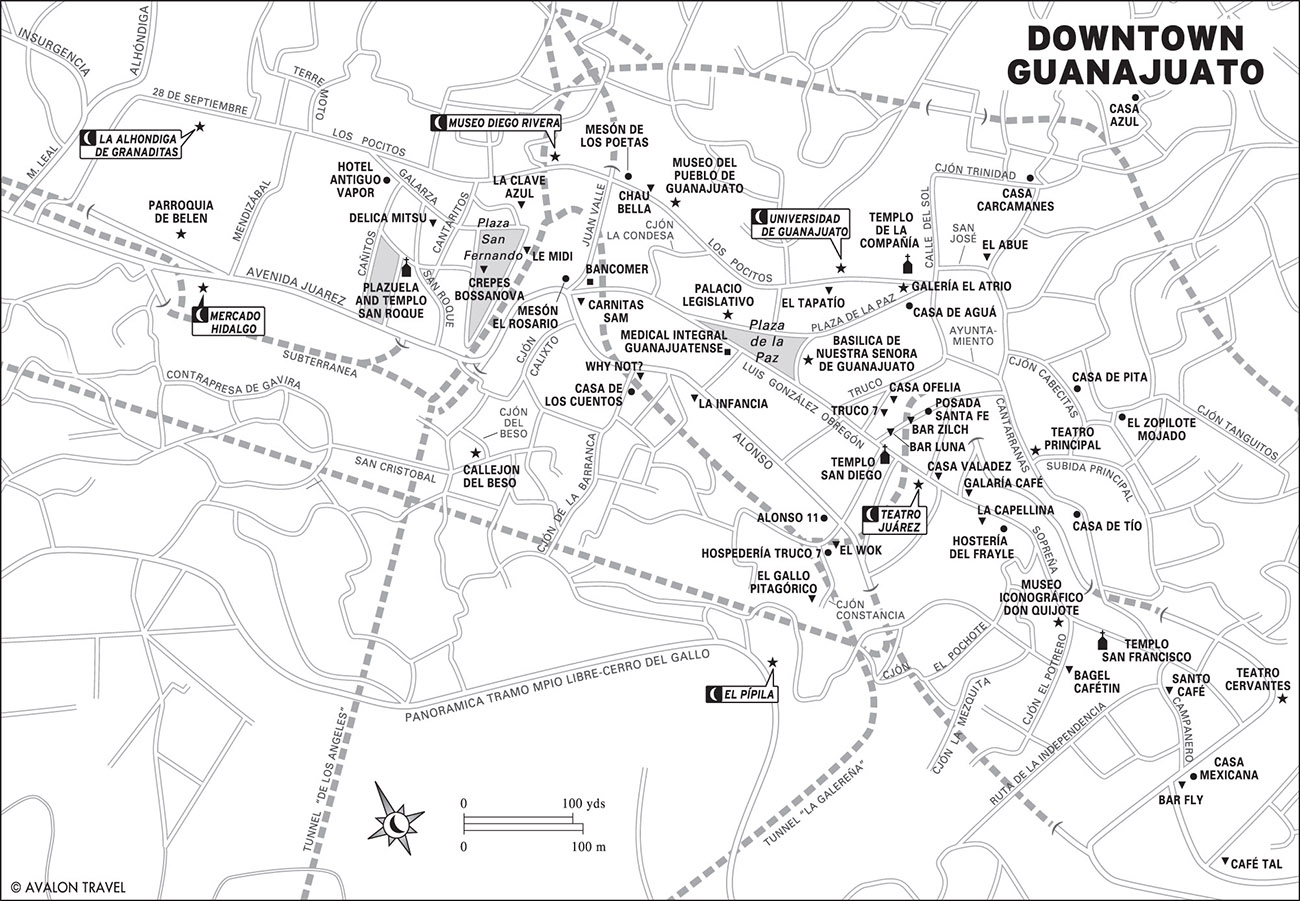 DOWNTOWN
GUANAJUATO
INSURGENCIA
ALHÓNDIGA
TERRE
MOTO
28 DE SEPTIEMBRE
LA ALHONDIGA
DE GRANADITAS
M. LEAL
LOS POCITOS
MUSEO DIEGO RIVERA
MESÓN DE
LOS POETAS
CASA
AZUL
HOTEL
ANTIGUO
VAPOR
GALARZA
LA CLAVE
AZUL
CHAU
BELLA
MUSEO DEL
PUEBLO DE
GUANAJUATO
CJÓN TRINIDAD
CASA
CARCAMANES
PARROQUIA
DE BELEN
MENDIZÁBAL
DELICA MITSU
CANTARITOS
Plaza
San
Fernando
JUAN VALLE
CJÓN
LA CONDESA
UNIVERSIDAD
DE GUANAJUATO
TEMPLO
DE LA
COMPAÑÍA
CALLE DEL SOL
SAN
JOSÉ
EL ABUE
CAÑITOS
LE MIDI
LOS POCITOS
AVENIDA JUAREZ
PLAZUELA
AND TEMPLO
SAN ROQUE
SAN ROQUE
CREPES
BOSSANOVA
BANCOMER
MESÓN
EL ROSARIO
CARNITAS
SAM
PALACIO
LEGISLATIVO
EL TAPATÍO
GALERÍA EL ATRIO
PLAZA DE LA PAZ
CASA DE AGUÁ
MERCADO
HIDALGO
SUBTERRANEA
CJÓN
CALIXTO
MEDICAL INTEGRAL
GUANAJUATENSE
Plaza
de la
Paz
BASILICA DE
NUESTRA SENORA
DE GUANAJUATO
AYUNTA-
MIENTO
CONTRAPRESA DE GAVIRA
WHY NOT?
CASA DE
LOS CUENTOS
LA INFANCIA
LUIS GONZÁLEZ OBREGON
TRUCO
CASA OFELIA
TRUCO 7
POSADA
SANTA FE
BAR ZILCH
BAR LUNA
CJÓN CABECITAS
CASA DE PITA
EL ZOPILOTE
MOJADO
CJÓN TANGUITOS
CJÓN
DEL
BESO
CALLEJON
DEL BESO
SAN CRISTOBAL
ALONSO
TEMPLO
SAN DIEGO
CANTARRANAS
TEATRO
PRINCIPAL
SUBIDA PRINCIPAL
CASA VALADEZ
GALARÍA CAFÉ
CJÓN DE LA BARRANCA
TEATRO
JUÁREZ
LA CAPELLINA
HOSTERÍA
DEL FRAYLE
CASA DE TÍO
SOPREÑA
ALONSO 11
HOSPEDERÍA TRUCO 7
EL WOK
EL GALLO
PITAGÓRICO
CJÓN
CONSTANCIA
MUSEO
ICONOGRÁFICO
DON QUIJOTE
TEMPLO
SAN FRANCISCO
CJÓN EL POCHOTE
PANORAMICA TRAMO MPIO LIBRE-CERRO DEL GALLO
EL PÍPILA
CJÓN LA MEZQUITA
CJÓN EL POTRERO
BAGEL
CAFÉTIN
SANTO
CAFÉ
TEATRO
CERVANTES
RUTA DE LA INDEPENDENCIA
CAMPANERO
CASA
MEXICANA
BAR FLY
CAFÉ TAL
TUNNEL "DE LOS ANGELES"
TUNNEL "LA GALEREÑA"
0 100 yds
0 100 m
© AVALON TRAVEL